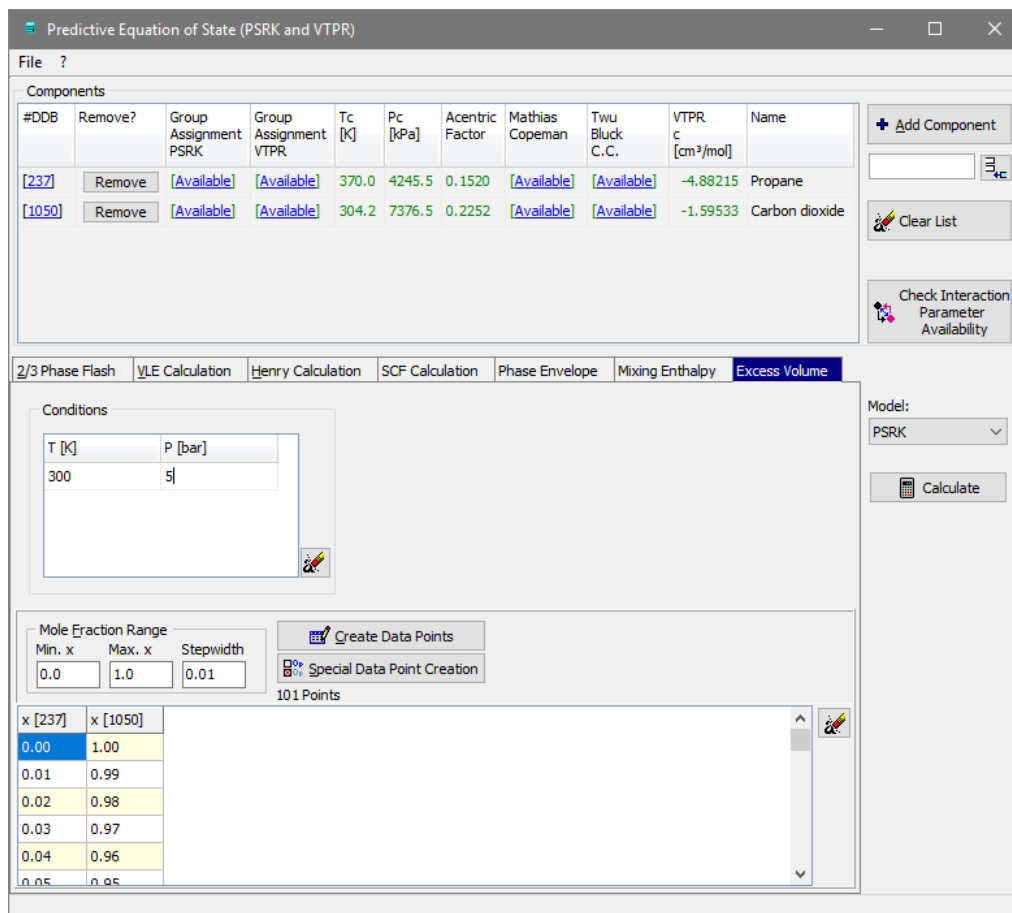 Predictive Equation of State (PSRK and VTPR)
File ?
Components
#DDB Remove? Group Assignment PSRK Group Assignment VTPR Tc [K] Pc [kPa] Acentric Factor Mathias Copeman Twu Bluck C.C. VTPR c [cm³/mol] Name
[237] Remove [Available] [Available] 370.0 4245.5 0.1520 [Available] [Available] -4.88215 Propane
[1050] Remove [Available] [Available] 304.2 7376.5 0.2252 [Available] [Available] -1.59533 Carbon dioxide
Add Component
Clear List
Check Interaction
Parameter
Availability
2/3 Phase Flash VLE Calculation Henry Calculation SCF Calculation Phase Envelope Mixing Enthalpy Excess Volume
Conditions
T [K] P [bar]
300 5
Model:
PSRK
Calculate
Mole Fraction Range
Min. x Max. x Stepwidth
0.0 1.0 0.01
Create Data Points
Special Data Point Creation
101 Points
x [237] x [1050]
0.00 1.00
0.01 0.99
0.02 0.98
0.03 0.97
0.04 0.96
0.05 0.95